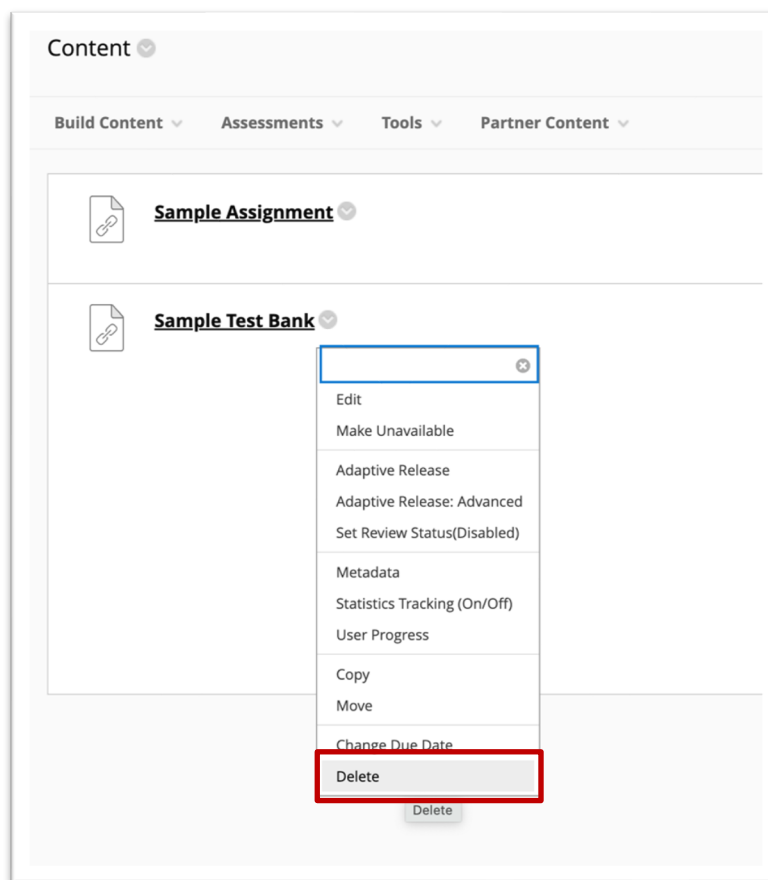 Content
Build Content Assessments Tools Partner Content
Sample Assignment
Sample Test Bank
Edit
Make Unavailable
Adaptive Release
Adaptive Release: Advanced
Set Review Status(Disabled)
Metadata
Statistics Tracking (On/Off)
User Progress
Copy
Move
Change Due Date
Delete
Delete